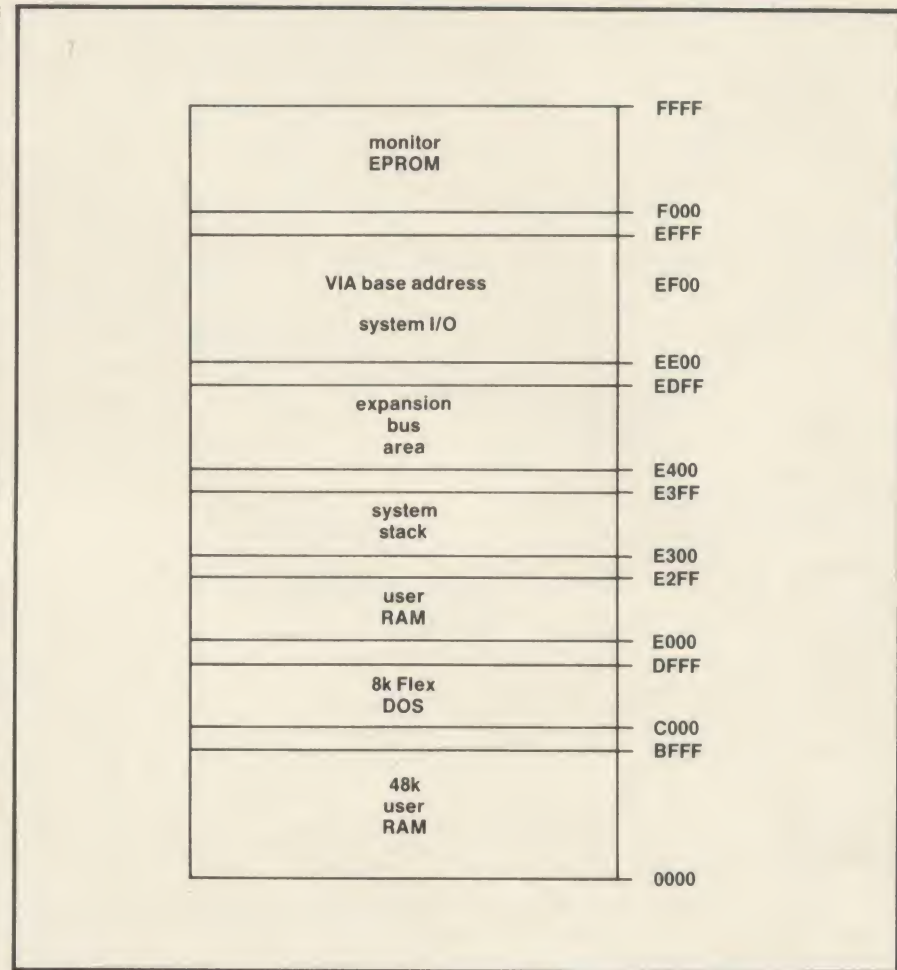 FFFF
monitor
EPROM
F000
EFFF
VIA base address EF00
system I/O
EE00
EDFF
expansion
bus
area
E400
E3FF
system
stack
E300
E2FF
user
RAM
E000
DFFF
8k Flex
DOS
C000
BFFF
48k
user
RAM
0000